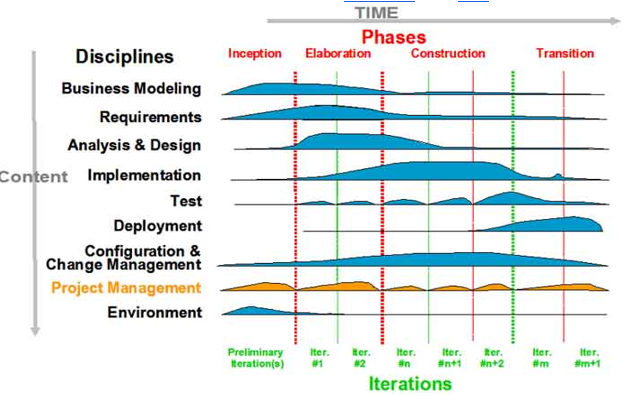 TIME
Phases
Disciplines
Inception Elaboration Construction Transition
Business Modeling
Requirements
Analysis & Design
Content
Implementation
Test
Deployment
Configuration &
Change Management
Project Management
Environment
Preliminary Iter. Iter. Iter. Iter. Iter. Iter. Iter.
Iteration(s) #1 #2 #n #n+1 #n+2 #m #m+1
Iterations